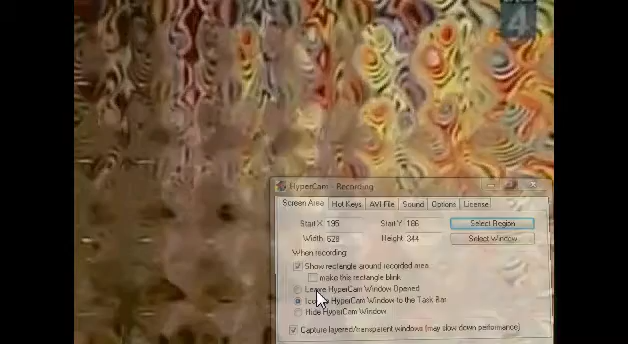 4
HyperCam - Recording
Screen Area Hot Keys AVI File Sound Options License
Start X 195 Start Y 186 Select Region
Width 628 Height 344 Select Window
When recording:
Show rectangle around recorded area
make this rectangle blink
Leave HyperCam Window Opened
HyperCam Window to the Task Bar
Hide HyperCam Window
Capture layered/transparent windows (may slow down performance)